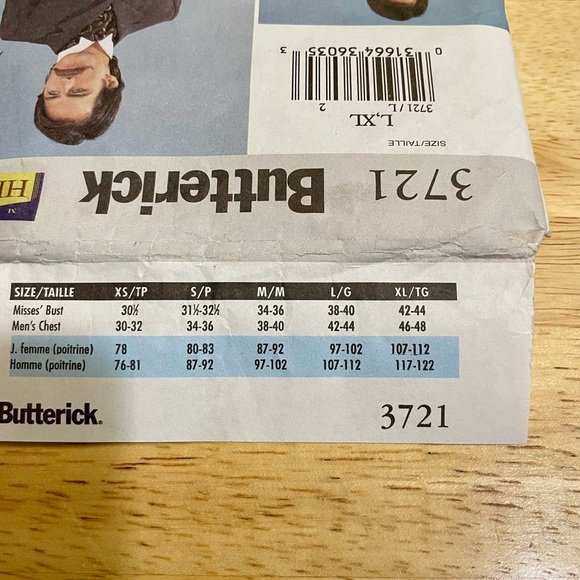 0 31664 36035 3
3721/L 2
L,XL
SIZE/TAILLE
Butterick 3721
SIZE/TAILLE XS/TP S/P M/M L/G XL/TG
Misses' Bust 30½ 31½-32½ 34-36 38-40 42-44
Men's Chest 30-32 34-36 38-40 42-44 46-48
J. femme (poitrine) 78 80-83 87-92 97-102 107-112
Homme (poitrine) 76-81 87-92 97-102 107-112 117-122
Butterick. 3721